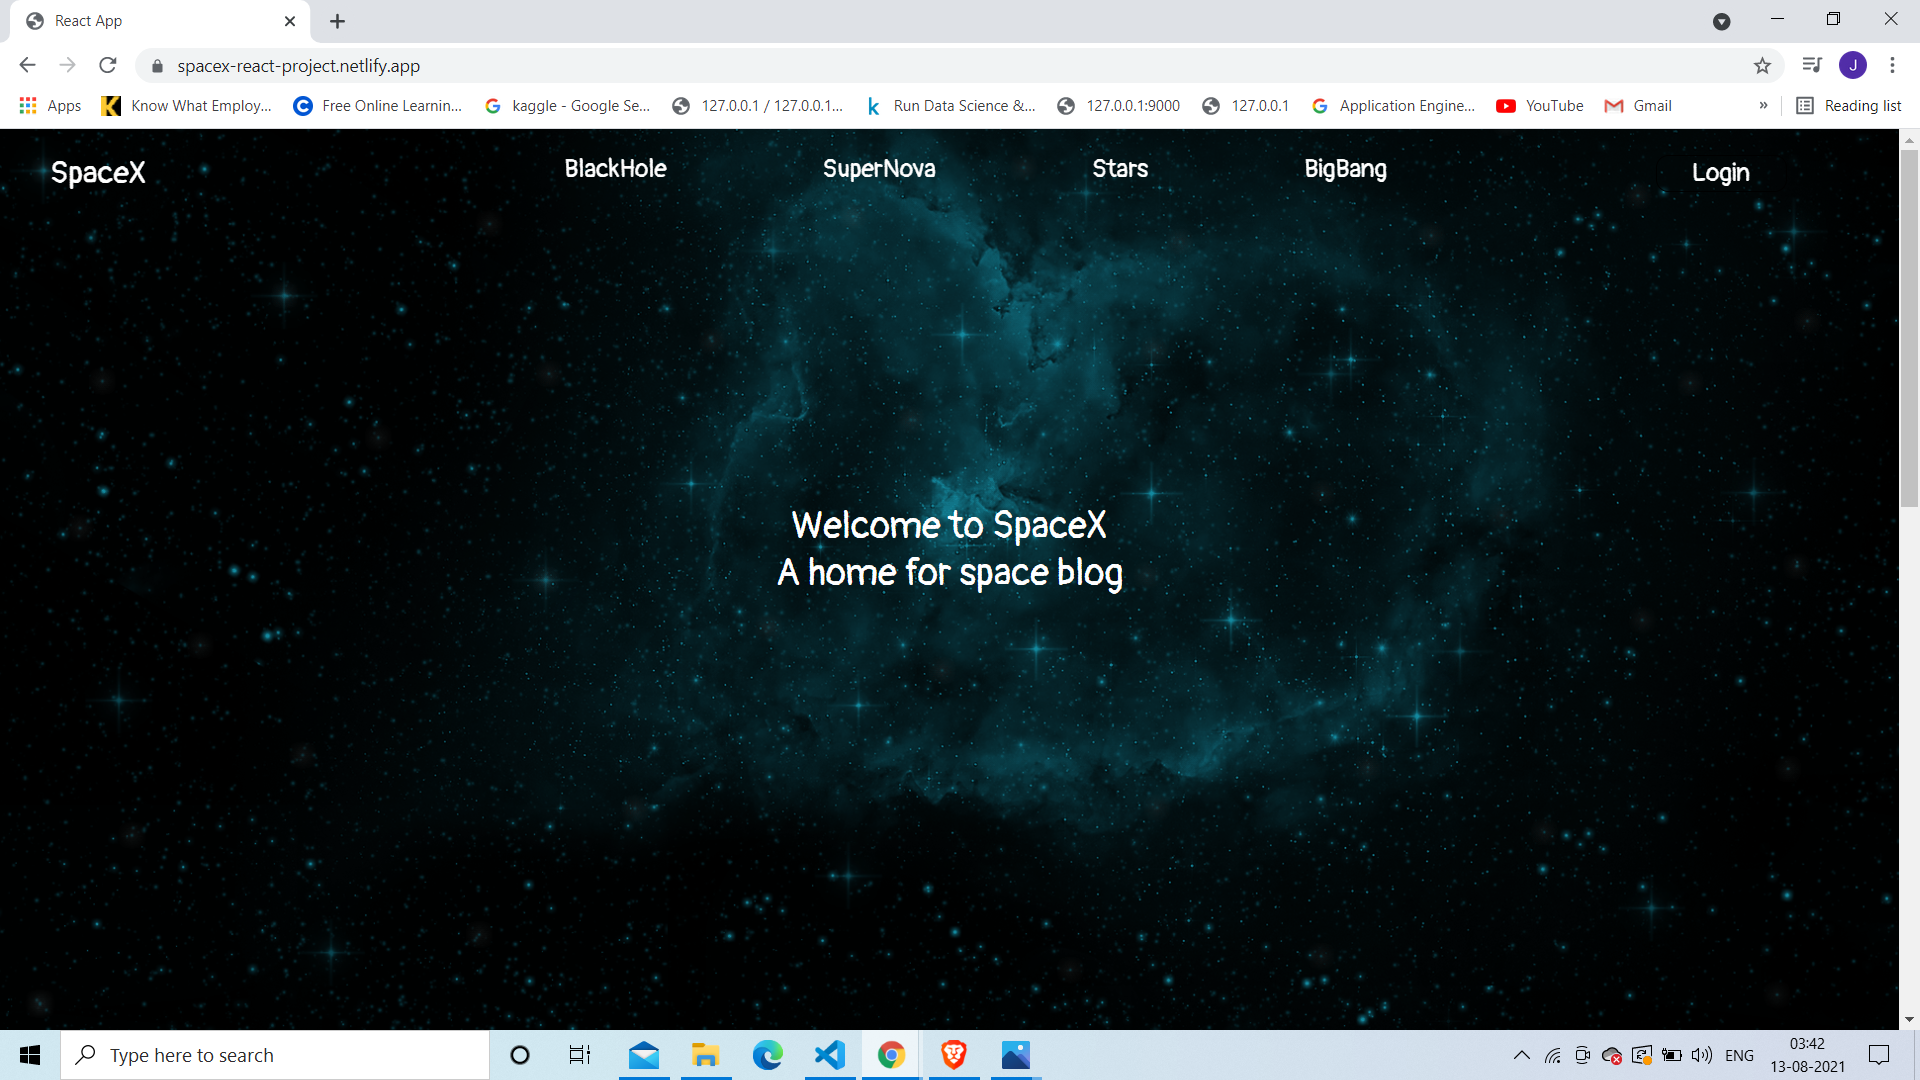 React App
spacex-react-project.netlify.app
J
Apps
Know What Employ...
Free Online Learnin...
kaggle - Google Se...
127.0.0.1 / 127.0.0.1...
Run Data Science &...
127.0.0.1:9000
127.0.0.1
Application Engine...
YouTube
Gmail
»
Reading list
SpaceX
BlackHole
SuperNova
Stars
BigBang
Login
Welcome to SpaceX
A home for space blog
Type here to search
ENG
03:42
13-08-2021